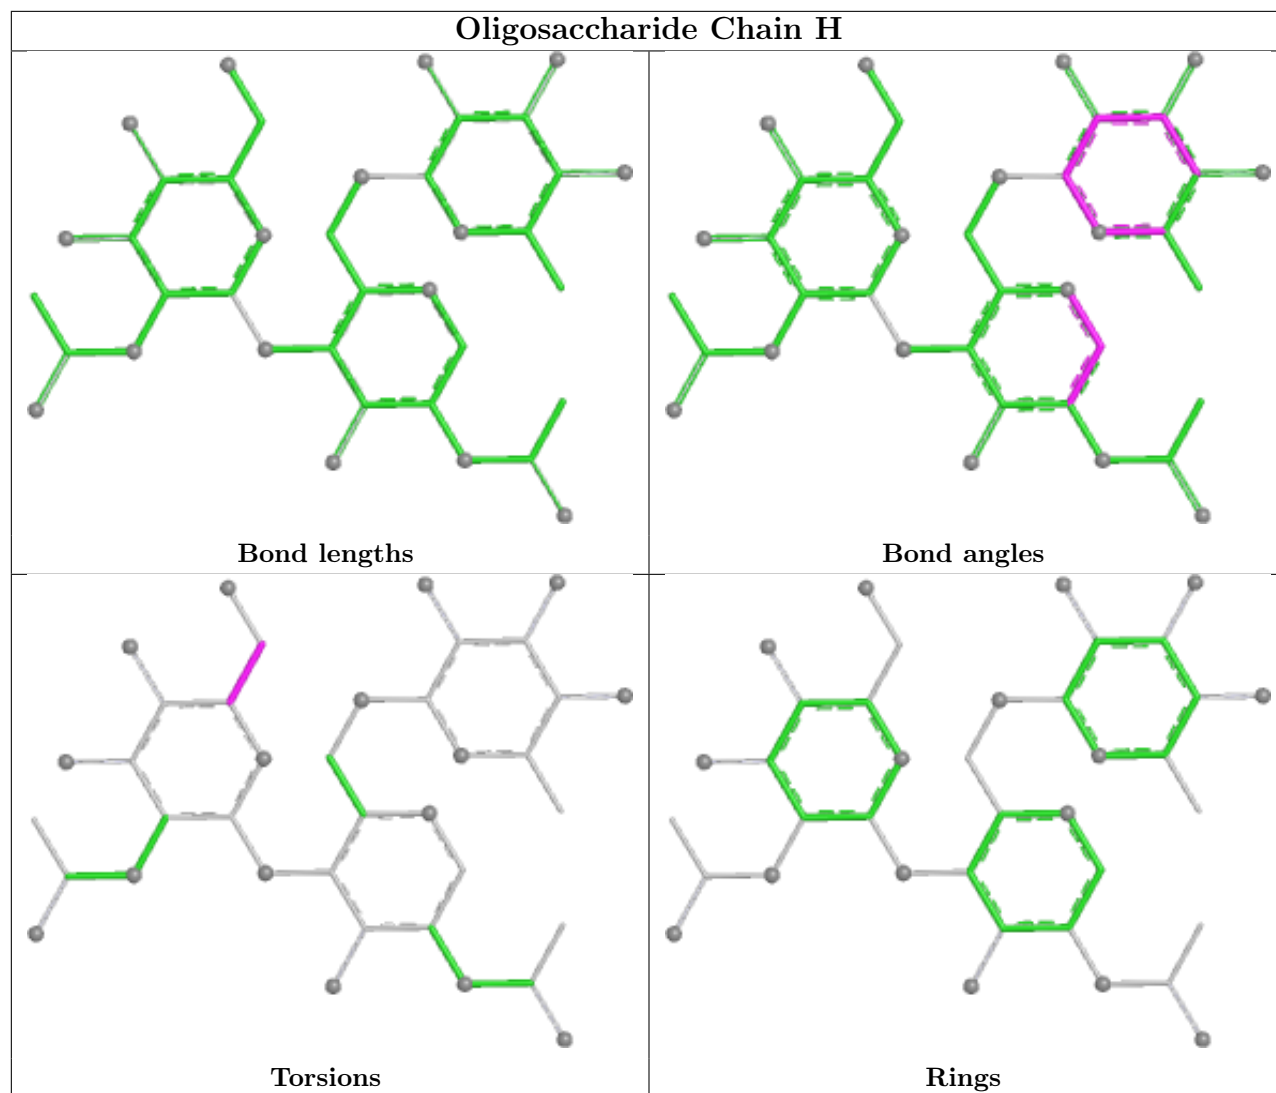 Oligosaccharide Chain H
Bond lengths
Bond angles
Torsions
Rings